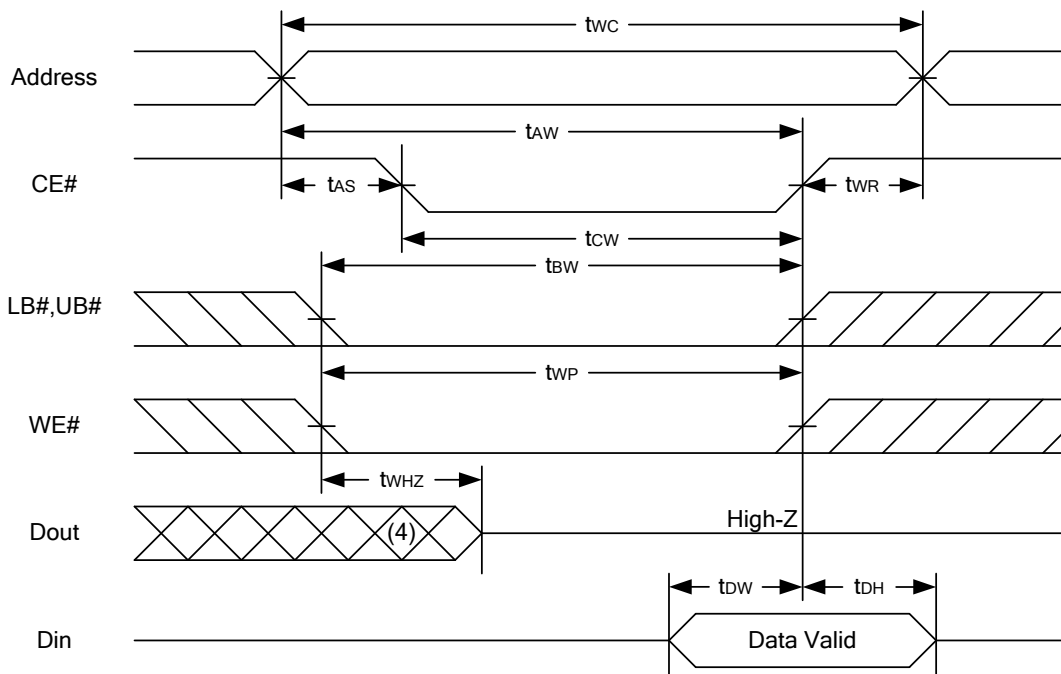 tWC
Address
tAW
CE#
tAS
tWR
tCW
tBW
LB#,UB#
tWP
WE#
tWHZ
Dout
(4)
High-Z
tDW
tDH
Din
Data Valid